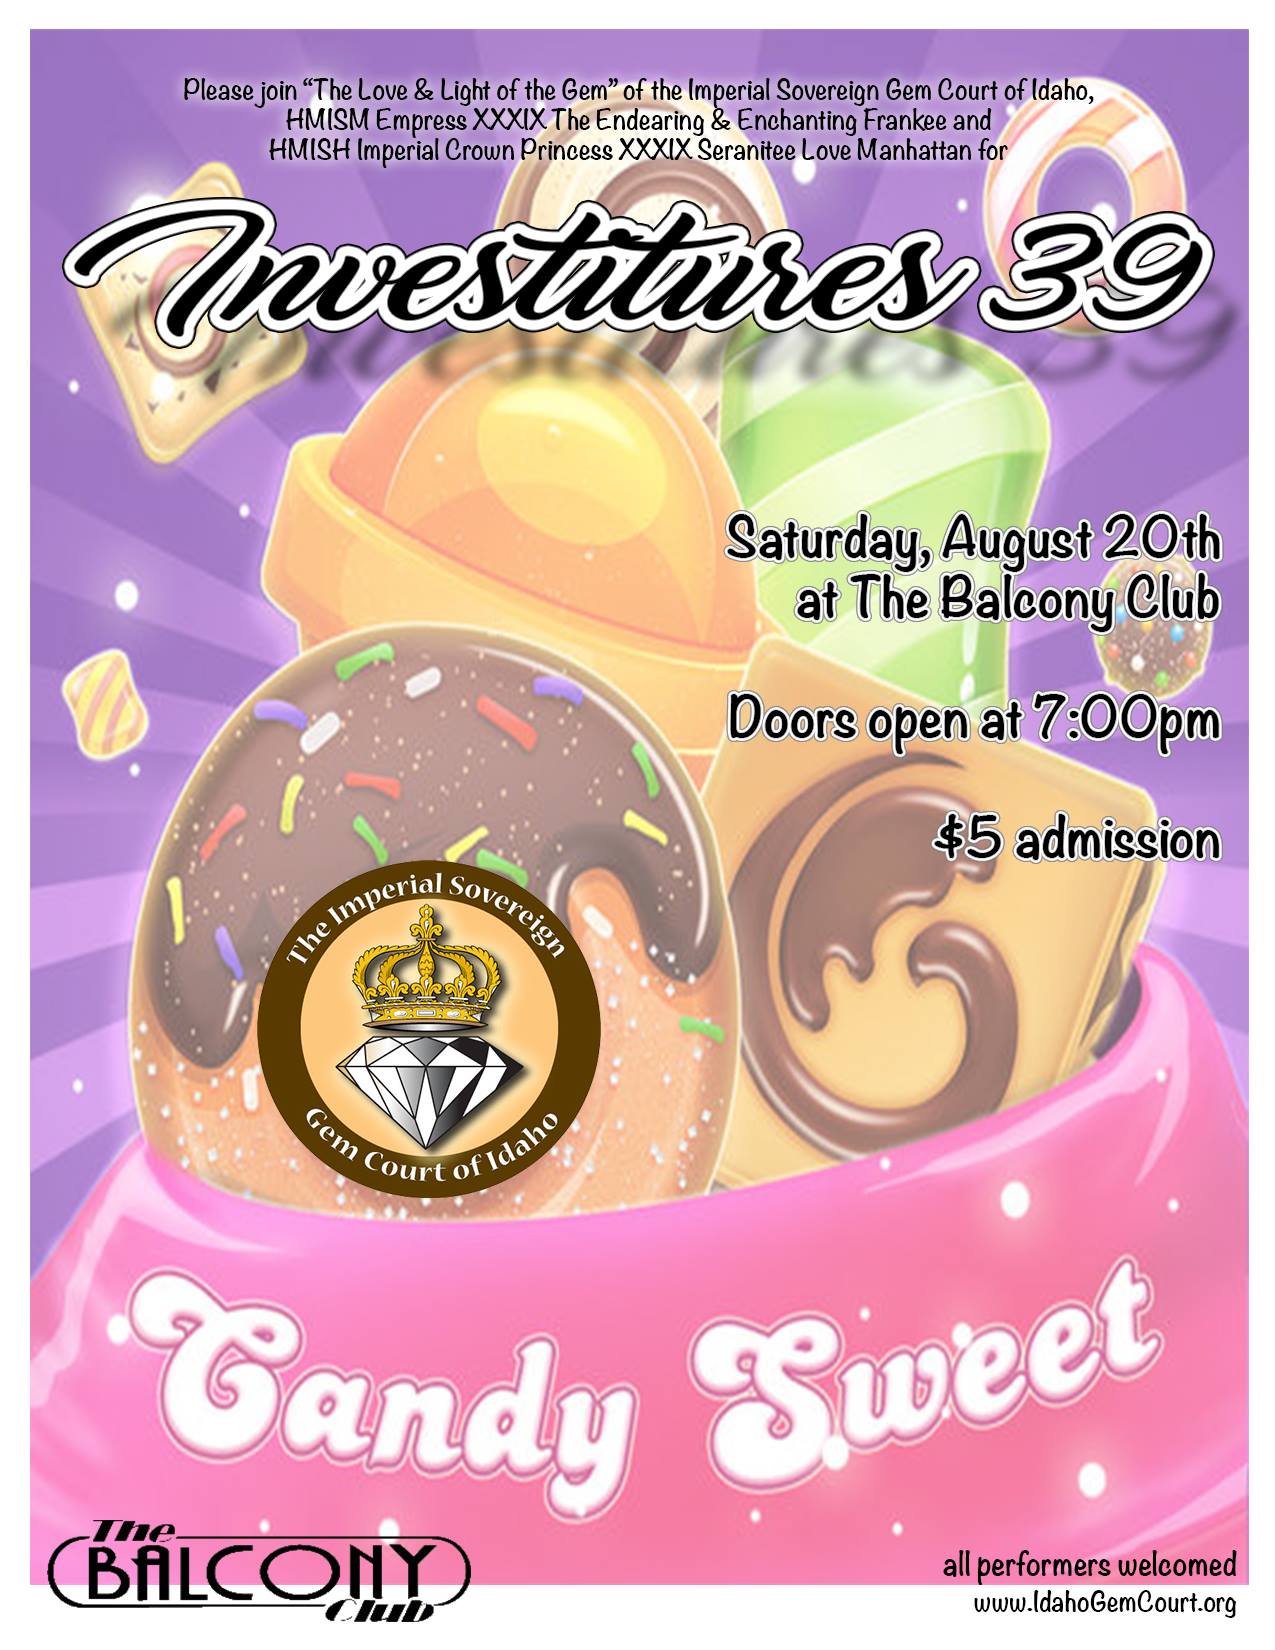 Please join “The Love & Light of the Gem” of the Imperial Sovereign Gem Court of Idaho,
HMISM Empress XXXIX The Endearing & Enchanting Frankee and
HMISH Imperial Crown Princess XXXIX Seranitee Love Manhattan for
Investitures 39
Saturday, August 20th
at The Balcony Club
Doors open at 7:00pm
$5 admission
The Imperial Sovereign
Gem Court of Idaho
Candy Sweet
The
BALCONY
Club
all performers welcomed
www.IdahoGemCourt.org